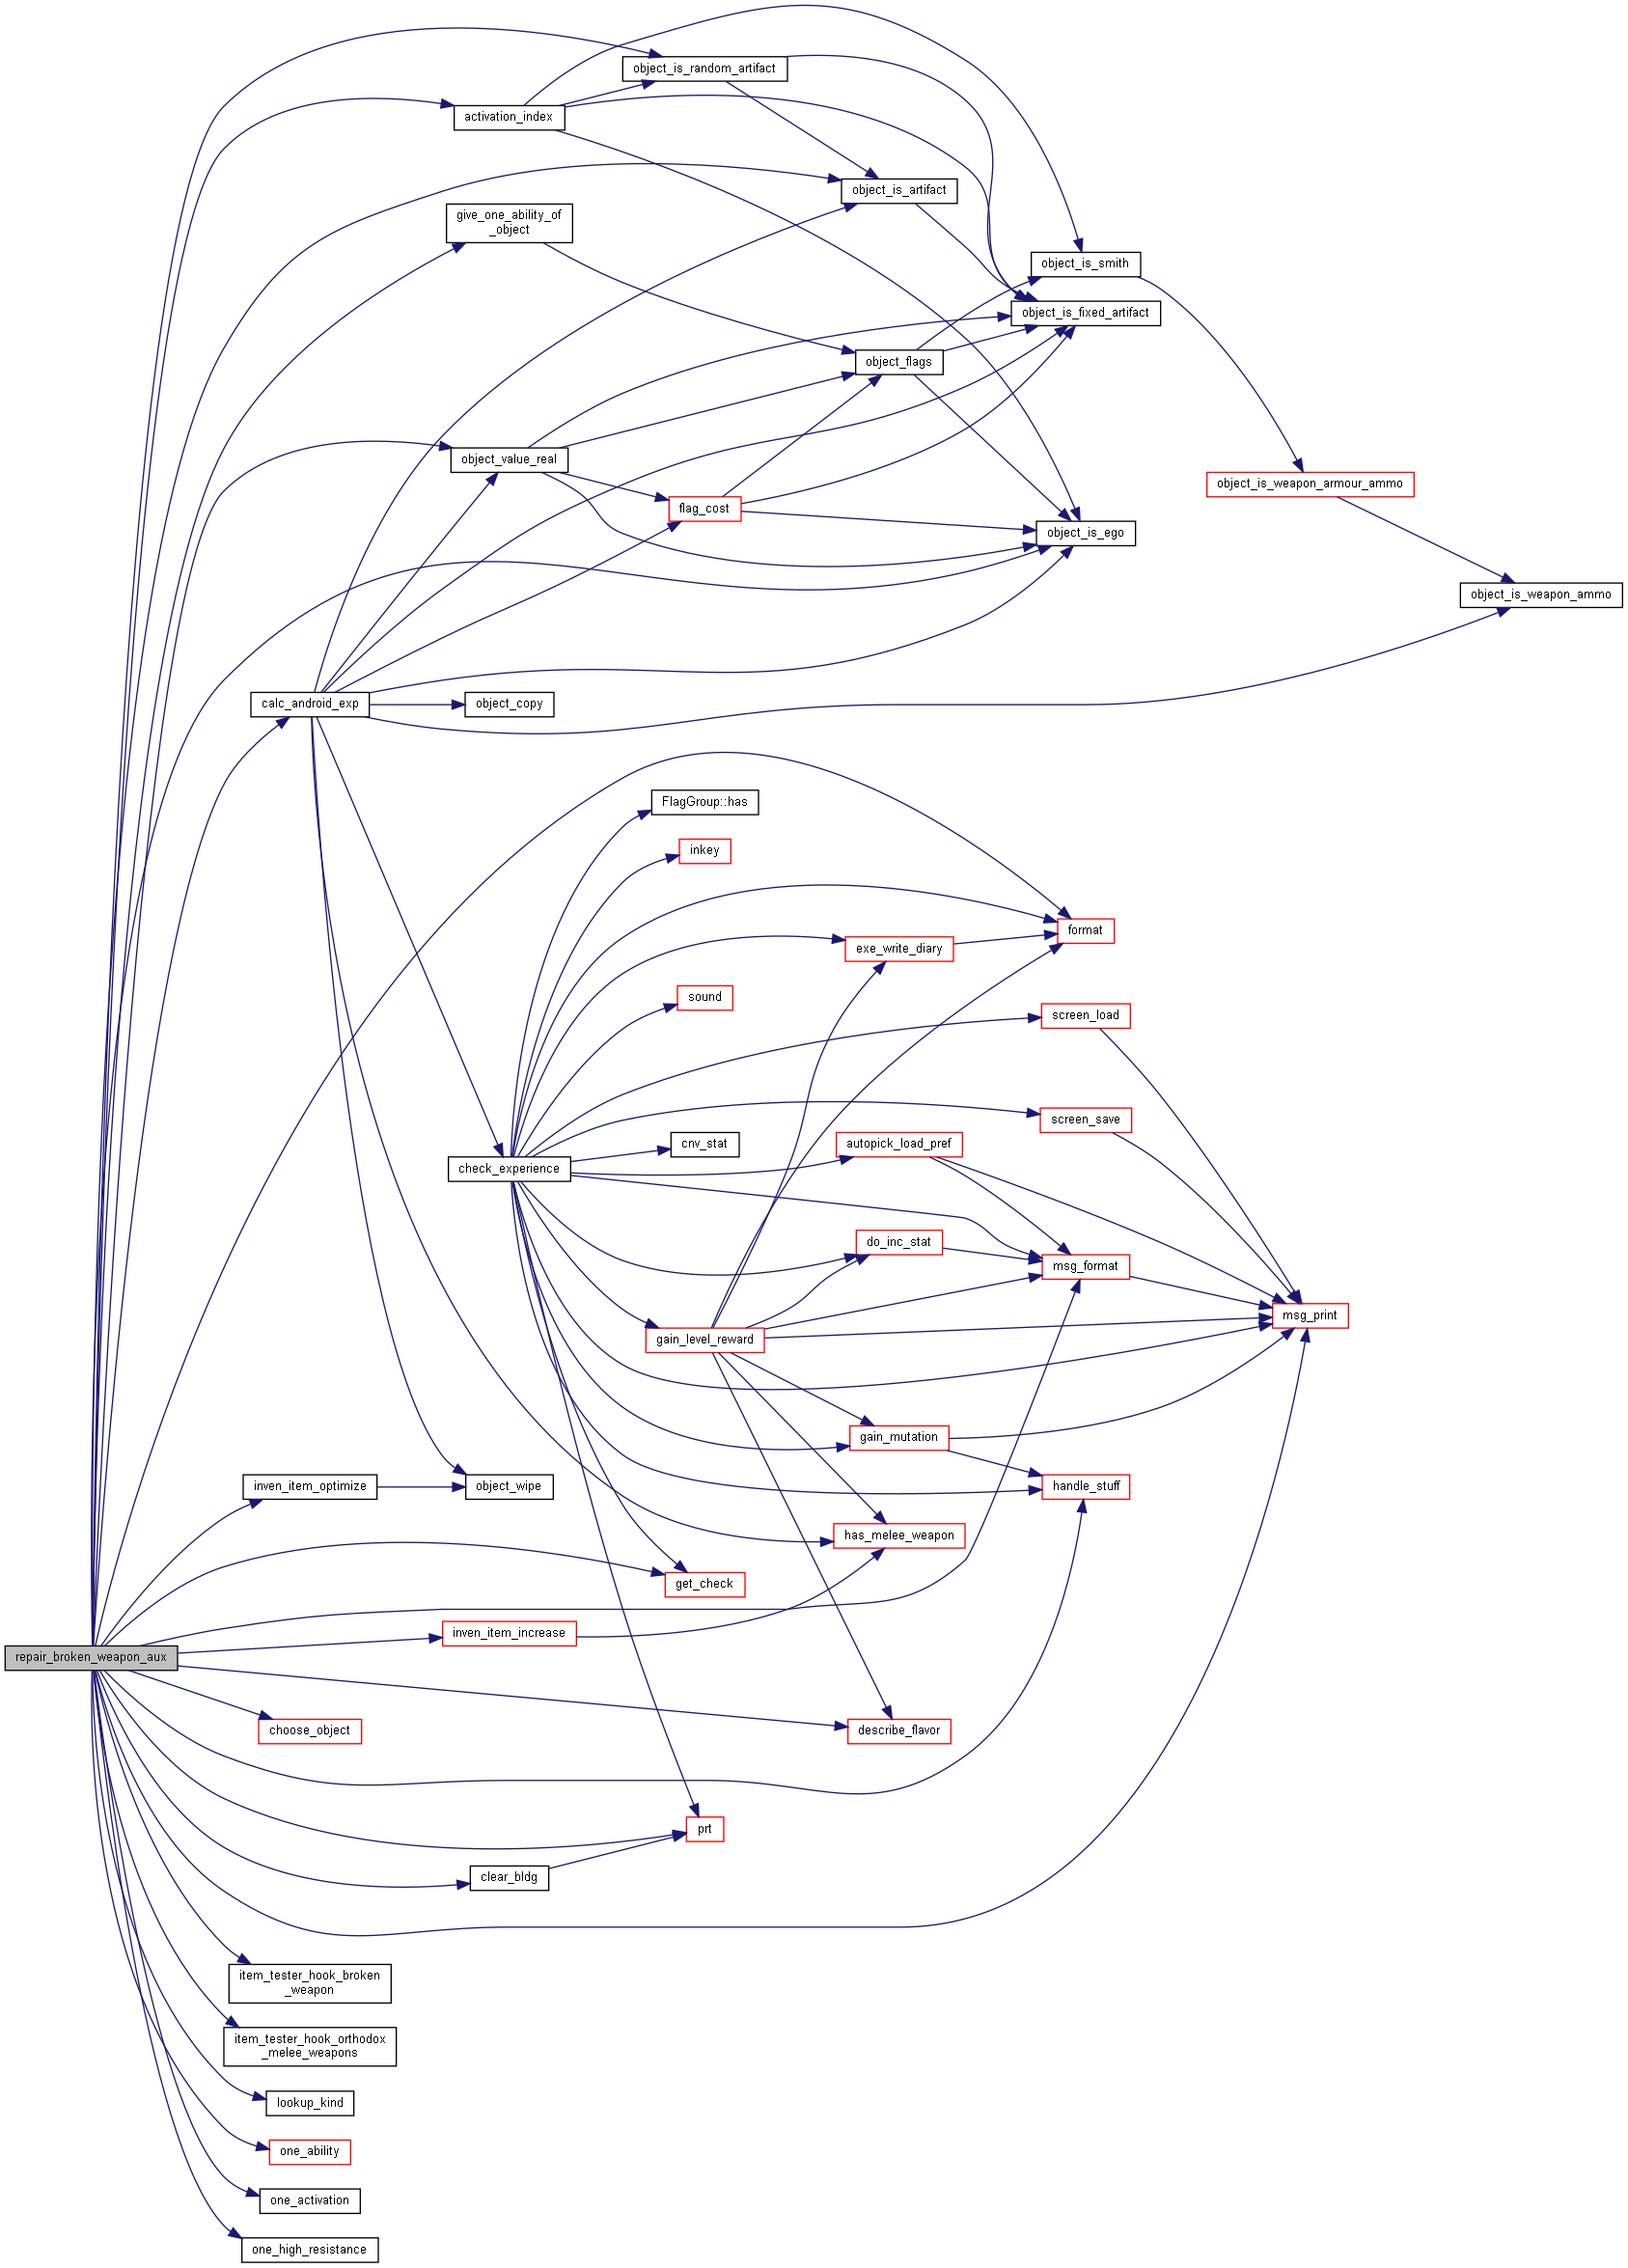 object_is_random_artifact
activation_index
object_is_artifact
give_one_ability_of
_object
object_is_smith
object_is_fixed_artifact
object_flags
object_value_real
object_is_weapon_armour_ammo
flag_cost
object_is_ego
object_is_weapon_ammo
calc_android_exp
object_copy
FlagGroup::has
inkey
format
exe_write_diary
sound
screen_load
screen_save
cnv_stat
autopick_load_pref
check_experience
do_inc_stat
msg_format
msg_print
gain_level_reward
gain_mutation
inven_item_optimize
object_wipe
handle_stuff
has_melee_weapon
get_check
inven_item_increase
repair_broken_weapon_aux
choose_object
describe_flavor
prt
clear_bldg
item_tester_hook_broken
_weapon
item_tester_hook_orthodox
_melee_weapons
lookup_kind
one_ability
one_activation
one_high_resistance